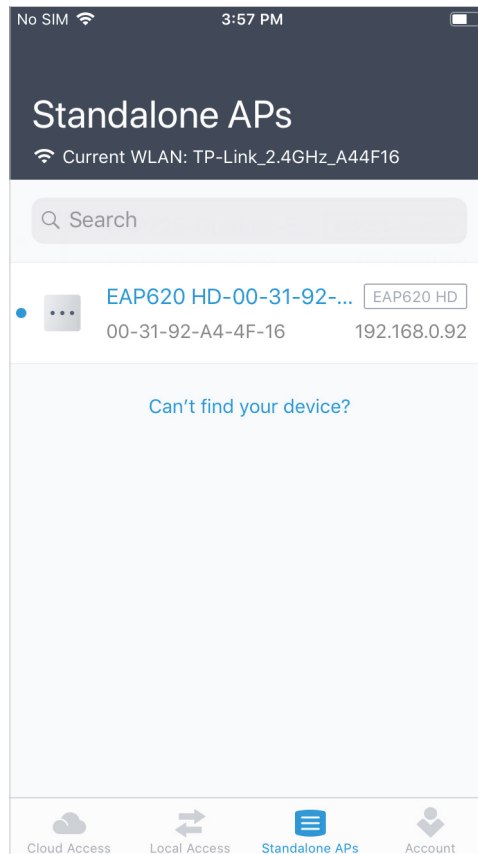 No SIM 3:57 PM
Standalone APs
Current WLAN: TP-Link_2.4GHz_A44F16
Search
EAP620 HD-00-31-92-... EAP620 HD
00-31-92-A4-4F-16 192.168.0.92
Can't find your device?
Cloud Access Local Access Standalone APs Account